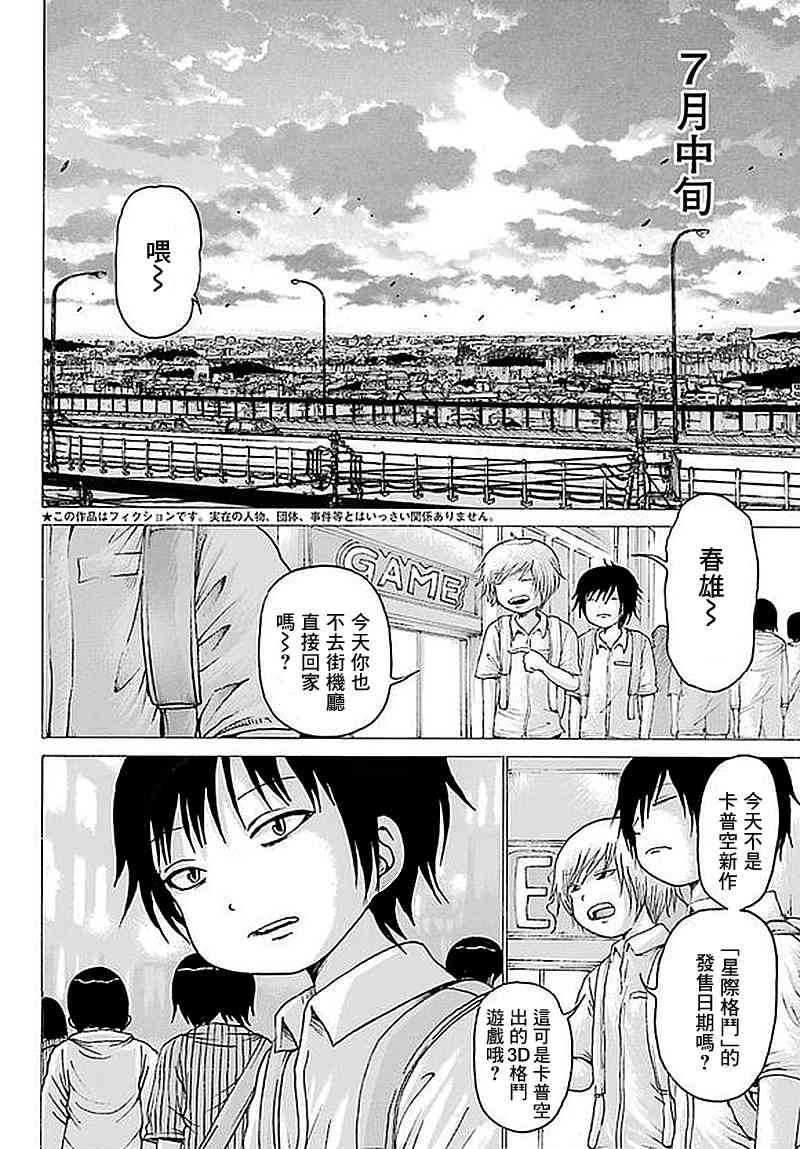 7月中旬
喂～
★この作品はフィクションです。実在の人物、団体、事件等とはいっさい関係ありません。
春雄～
GAME
今天你也
不去街機廳
直接回家
嗎～?
今天不是
卡普空新作
「星際格鬥」的
發售日期嗎?
E
這可是卡普空
出的3D格鬥
遊戲哦?